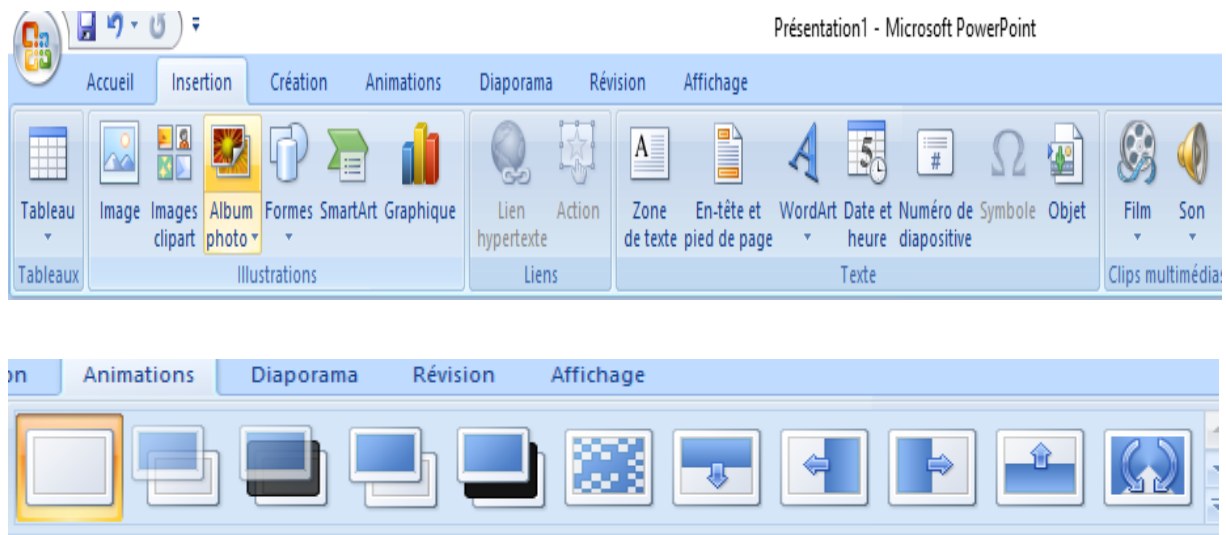 Présentation1 - Microsoft PowerPoint
Accueil Insertion Création Animations Diaporama Révision Affichage
A 5 #  Ω
Tableau Image Images clipart Album photo Formes SmartArt Graphique Lien hypertexte Action Zone de texte En-tête et pied de page WordArt Date et heure Numéro de diapositive Symbole Objet Film Son
Tableaux Illustrations Liens Texte Clips multimédias
on Animations Diaporama Révision Affichage